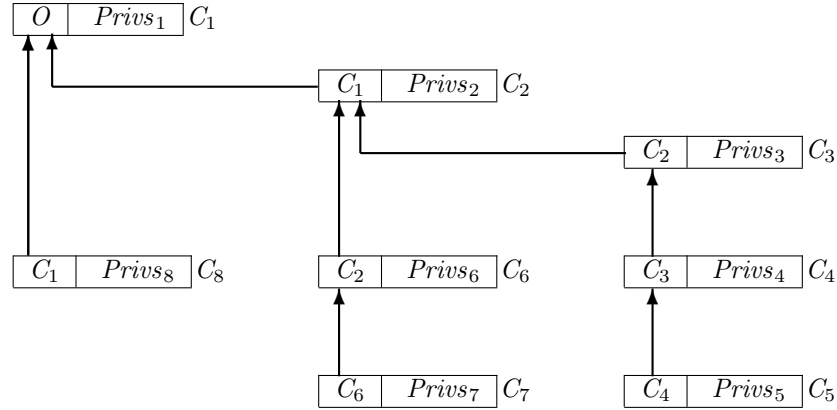 O Privs₁ C₁
C₁ Privs₂ C₂
C₂ Privs₃ C₃
C₁ Privs₈ C₈ C₂ Privs₆ C₆ C₃ Privs₄ C₄
C₆ Privs₇ C₇ C₄ Privs₅ C₅